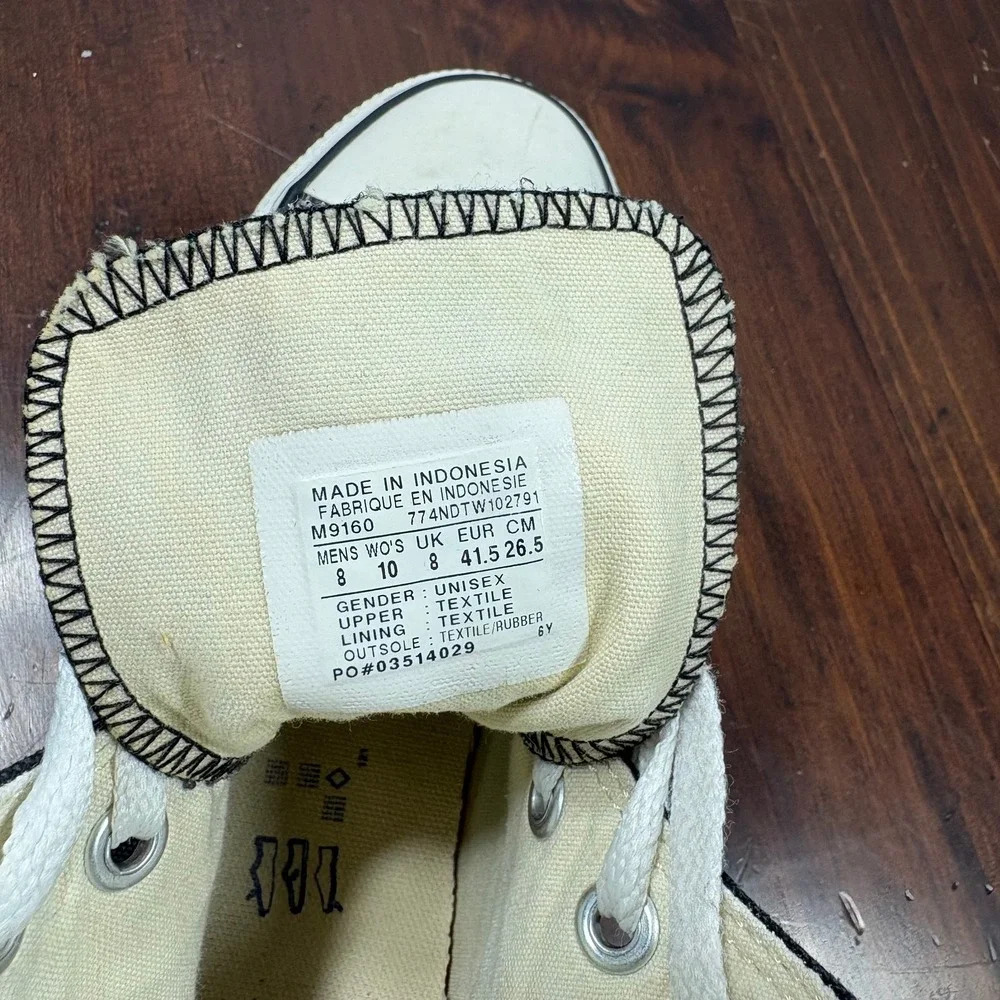 MADE IN INDONESIA
FABRIQUE EN INDONESIE
M9160 774NDTW102791
MENS WO'S UK EUR CM
8 10 8 41.5 26.5
GENDER : UNISEX
UPPER : TEXTILE
LINING : TEXTILE
OUTSOLE : TEXTILE/RUBBER
6Y
PO#03514029